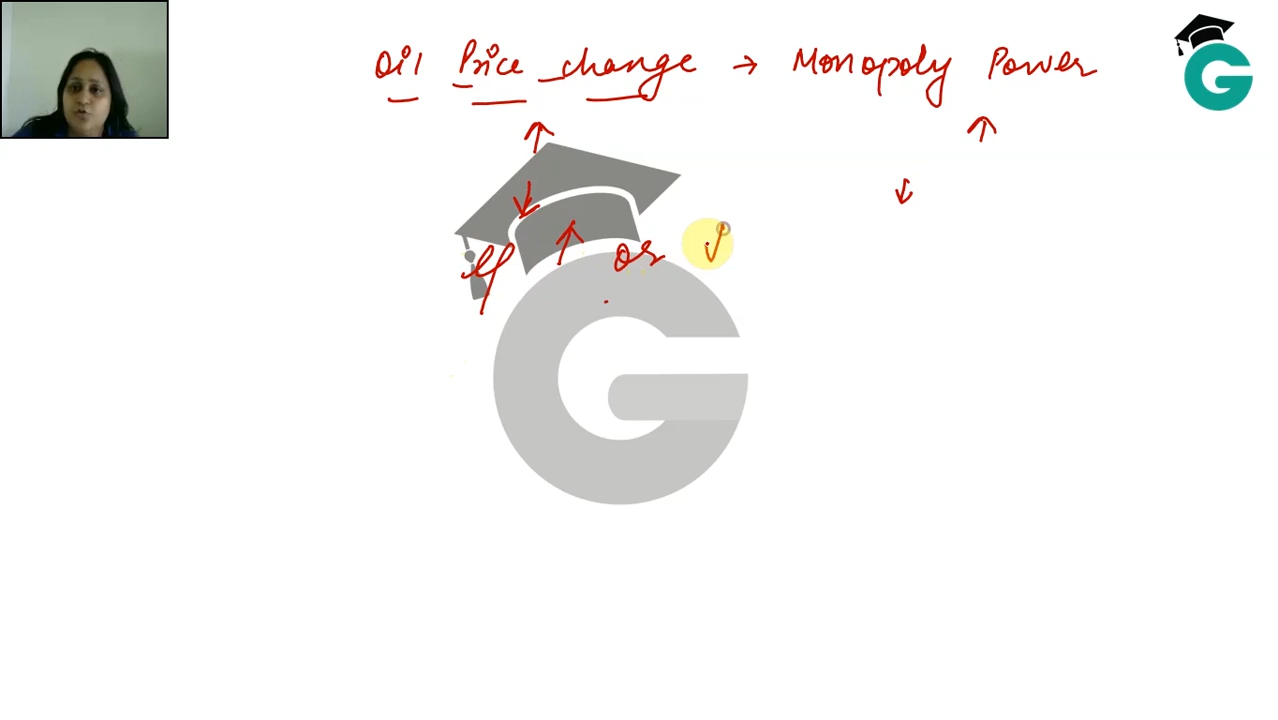 Oil Price change → Monopoly Power
↑ ↑
↓ ↓
If ↑ or ↓
G